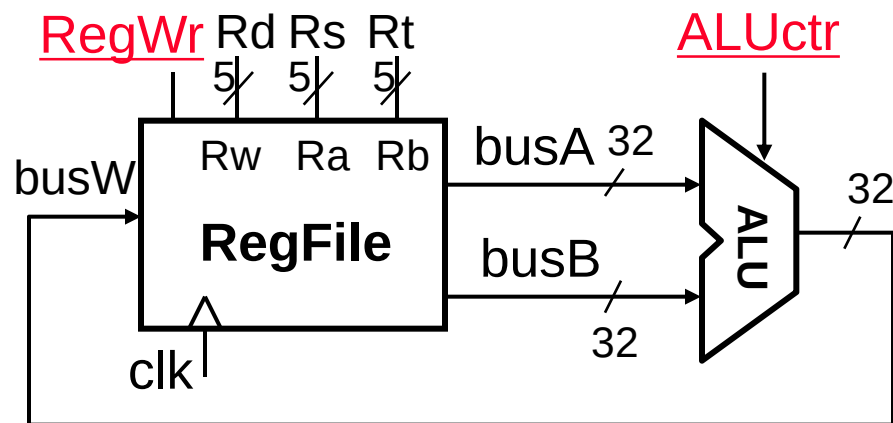 RegWr Rd Rs Rt ALUctr
5 5 5
Rw Ra Rb
busW busA 32 32
RegFile ALU
busB
32
clk